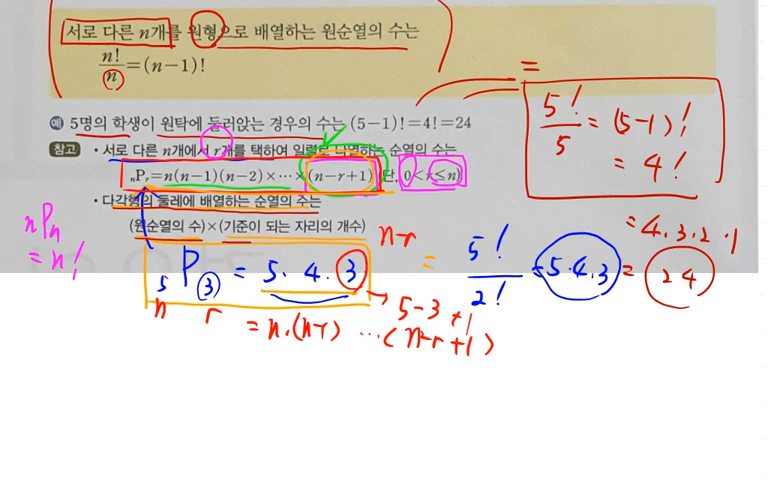 서로 다른 n개를 원형으로 배열하는 원순열의 수는
n!/n=(n-1)!
예 5명의 학생이 원탁에 둘러앉는 경우의 수는 (5-1)!=4!=24
참고 • 서로 다른 n개에서 r개를 택하여 일렬로 나열하는 순열의 수는
nPr=n(n-1)(n-2)×⋯×(n-r+1) (단, 0<r≤n)
• 다각형의 둘레에 배열하는 순열의 수는
(원순열의 수)×(기준이 되는 자리의 개수)
=
5!/5 = (5-1)!
= 4!
= 4.3.2.1
= 24
nPn
= n!
n-r
5P3 = 5.4.3 = 5!/2! = 5.4.3
n r
→ 5-3+1